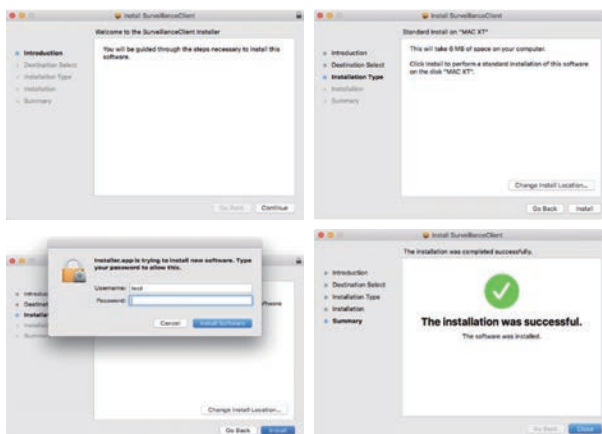 Install SurveillanceClient
Welcome to the SurveillanceClient Installer
Introduction
Destination Select
Installation Type
Installation
Summary
You will be guided through the steps necessary to install this
software.
Go Back
Continue
Install SurveillanceClient
Standard Install on "MAC XT"
Introduction
Destination Select
Installation Type
Installation
Summary
This will take 6 MB of space on your computer.
Click Install to perform a standard installation of this software
on the disk "MAC XT".
Change Install Location...
Go Back
Install
Installer.app is trying to install new software. Type
your password to allow this.
Username: test
Password:
Cancel
Install Software
Change Install Location...
Go Back
Install
Install SurveillanceClient
The installation was completed successfully.
Introduction
Destination Select
Installation Type
Installation
Summary
The installation was successful.
The software was installed.
Go Back
Close